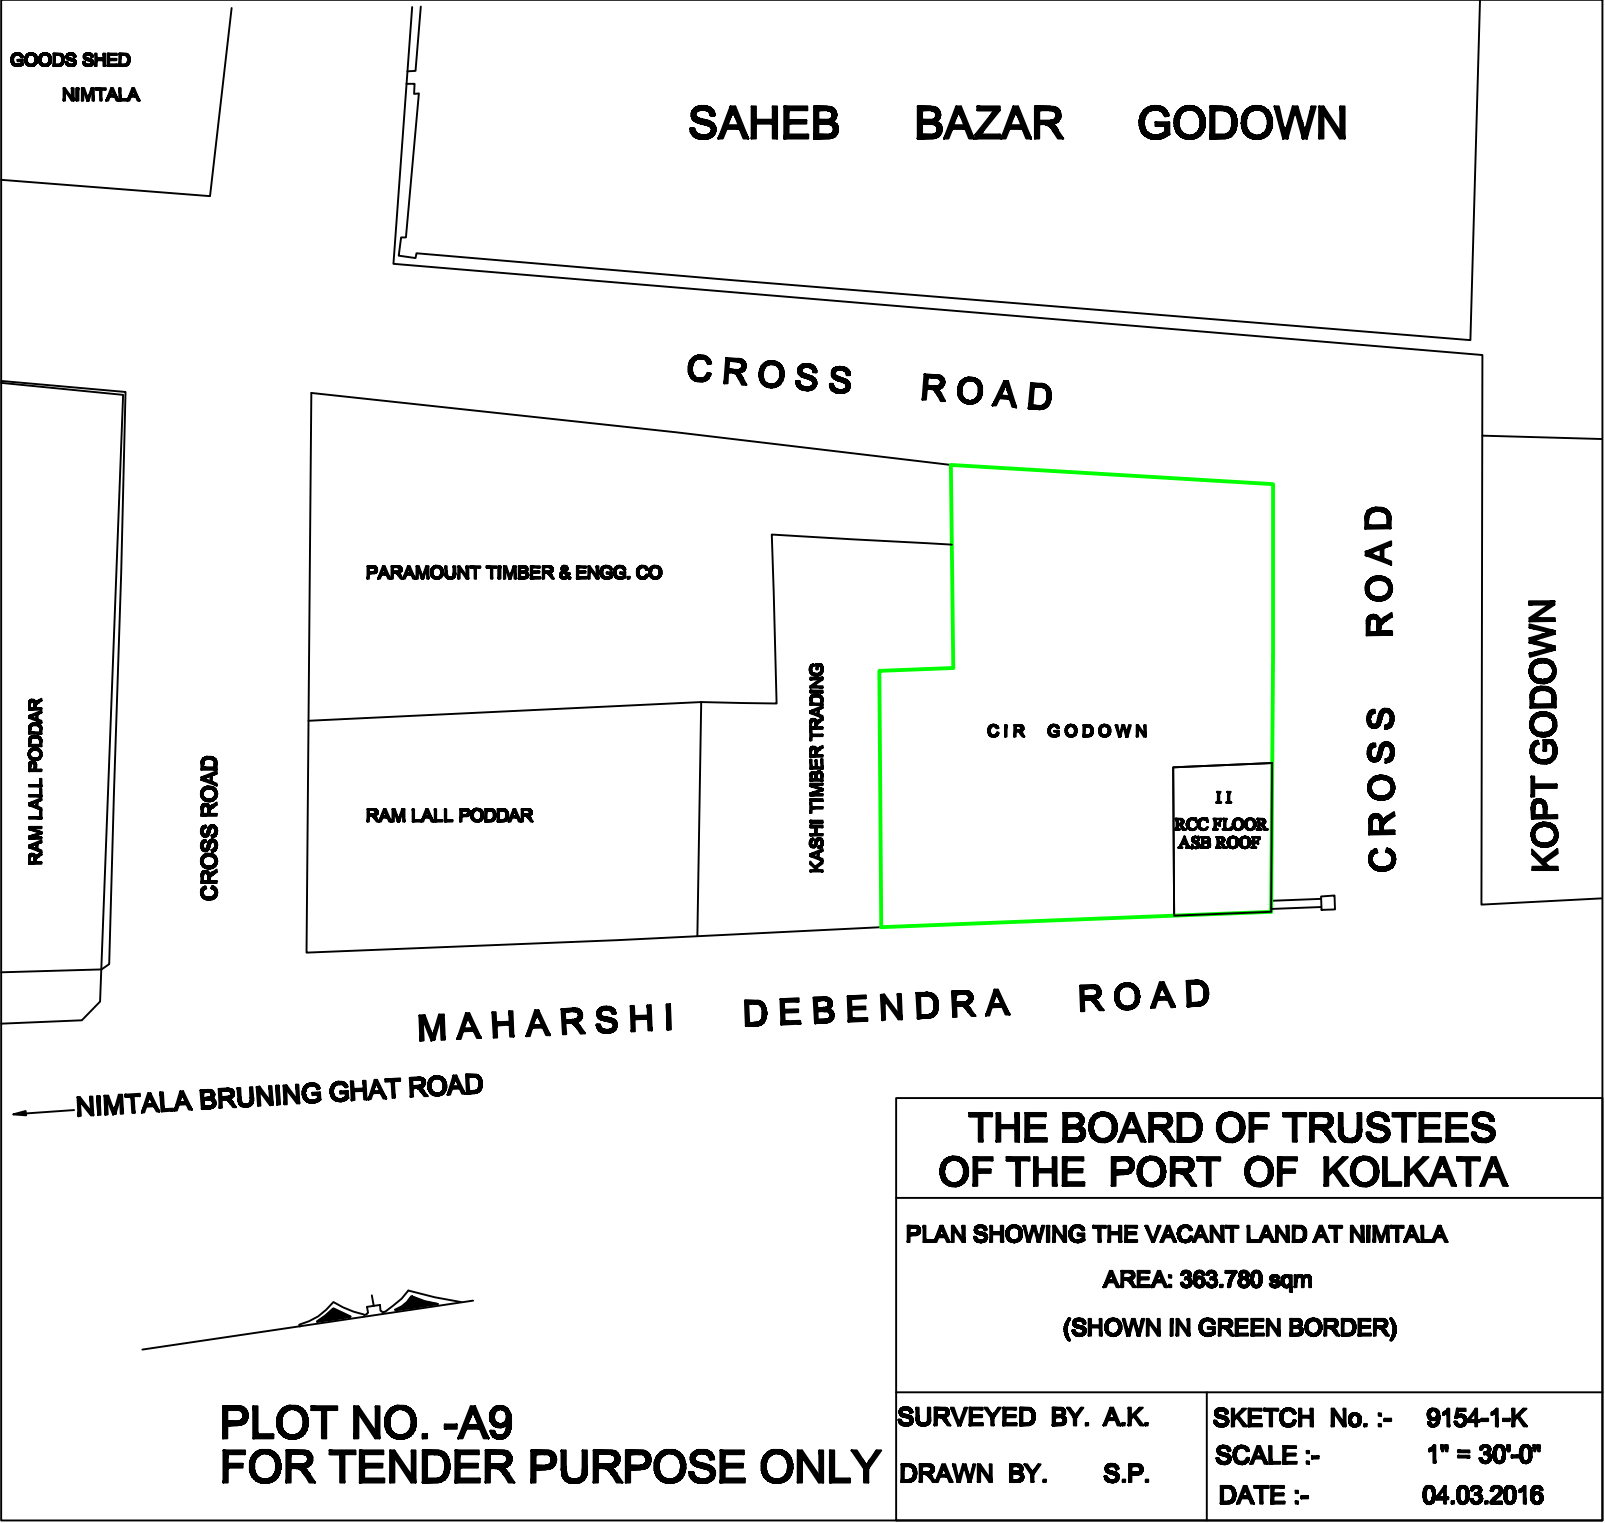 GOODS SHED
NIMTALA
SAHEB BAZAR GODOWN
CROSS ROAD
PARAMOUNT TIMBER & ENGG. CO
CROSS ROAD
KOPT GODOWN
RAM LALL PODDAR
CROSS ROAD
RAM LALL PODDAR
KASHI TIMBER TRADING
CIR GODOWN
II
RCC FLOOR
ASB ROOF
MAHARSHI DEBENDRA ROAD
NIMTALA BRUNING GHAT ROAD
THE BOARD OF TRUSTEES
OF THE PORT OF KOLKATA
PLAN SHOWING THE VACANT LAND AT NIMTALA
AREA: 363.780 sqm
(SHOWN IN GREEN BORDER)
PLOT NO. -A9
FOR TENDER PURPOSE ONLY
SURVEYED BY. A.K.
DRAWN BY. S.P.
SKETCH No. :- 9154-1-K
SCALE :- 1" = 30'-0"
DATE :- 04.03.2016